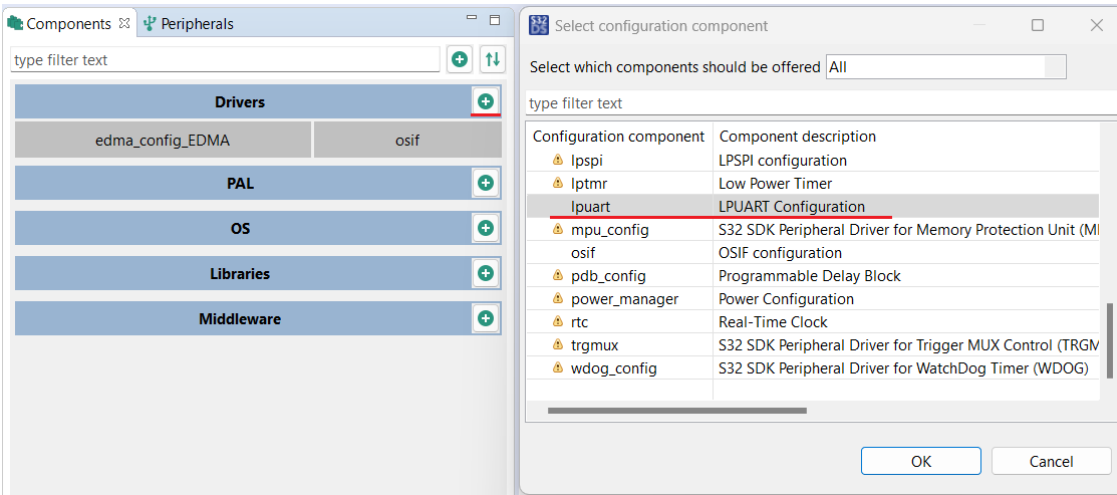 Components
Peripherals
type filter text
Drivers
edma_config_EDMA
osif
PAL
OS
Libraries
Middleware
S32
DS
Select configuration component
Select which components should be offered
All
type filter text
Configuration component
Component description
lpspi
LPSPI configuration
lptmr
Low Power Timer
lpuart
LPUART Configuration
mpu_config
S32 SDK Peripheral Driver for Memory Protection Unit (MI
osif
OSIF configuration
pdb_config
Programmable Delay Block
power_manager
Power Configuration
rtc
Real-Time Clock
trgmux
S32 SDK Peripheral Driver for Trigger MUX Control (TRGM
wdog_config
S32 SDK Peripheral Driver for WatchDog Timer (WDOG)
OK
Cancel